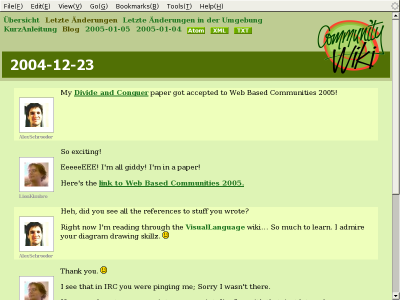 File(F) Edit(E) View(V) Go(G) Bookmarks(B) Tools(T) Help(H)
Übersicht Letzte Änderungen Letzte Änderungen in der Umgebung
KurzAnleitung Blog 2005-01-05 2005-01-04 Atom XML TXT
Community
Wiki
2004-12-23
My Divide and Conquer paper got accepted to Web Based Communities 2005!
AlexSchroeder
So exciting!
EeeeeEEE! I'm all giddy! I'm in a paper!
Here's the link to Web Based Communities 2005.
LionKimbro
Heh, did you see all the references to stuff you wrote?
Right now I'm reading through the VisualLanguage wiki... So much to learn. I admire
your diagram drawing skillz.
AlexSchroeder
Thank you.
I see that in IRC you were pinging me; Sorry I wasn't there.